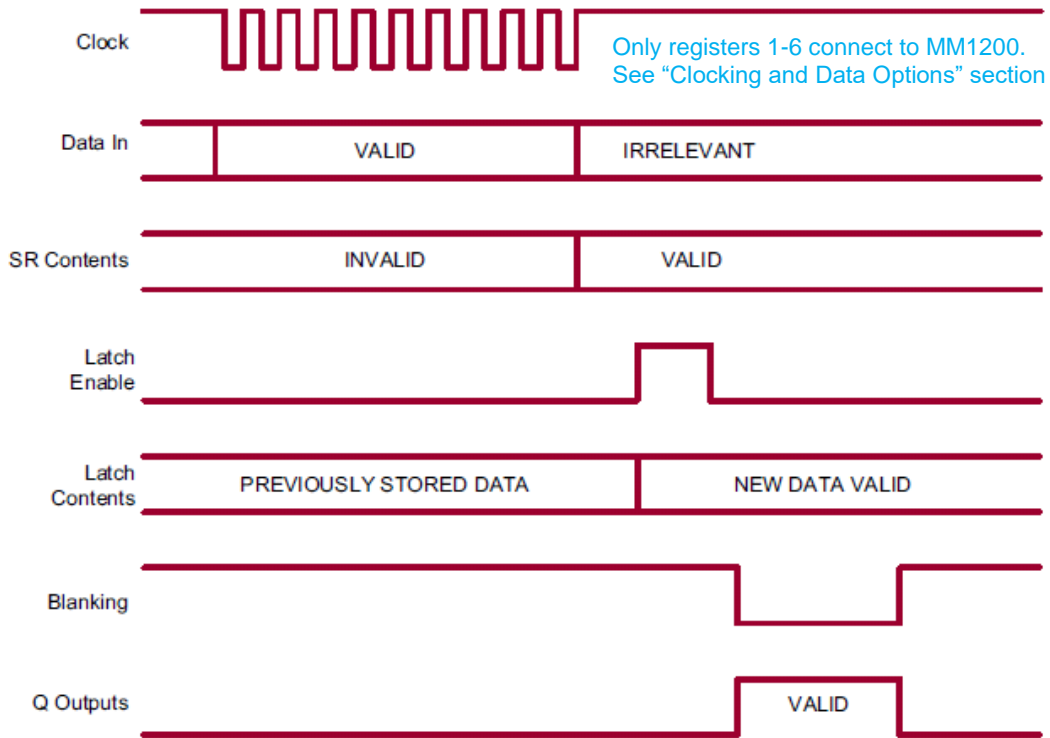 Clock
Only registers 1-6 connect to MM1200.
See “Clocking and Data Options” section
Data In
VALID
IRRELEVANT
SR Contents
INVALID
VALID
Latch
Enable
Latch
Contents
PREVIOUSLY STORED DATA
NEW DATA VALID
Blanking
Q Outputs
VALID